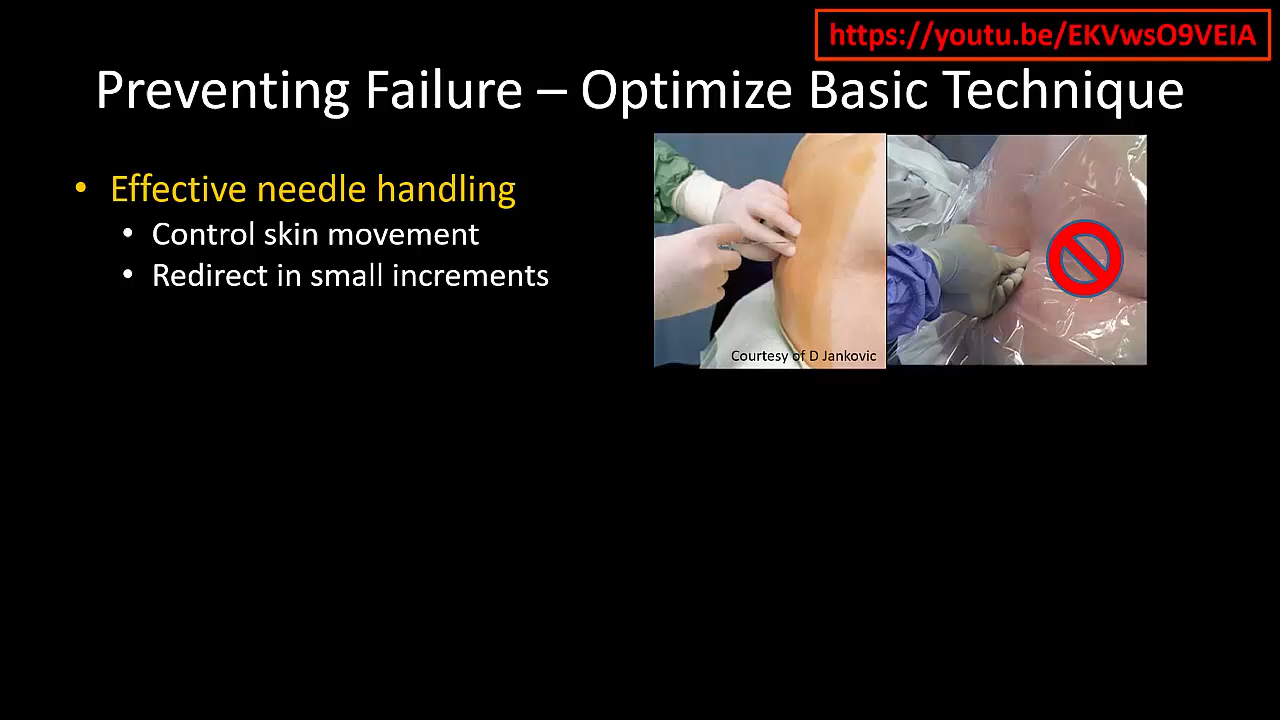 https://youtu.be/EKVwsO9VEIA
Preventing Failure – Optimize Basic Technique
• Effective needle handling
• Control skin movement
• Redirect in small increments
Courtesy of D Jankovic